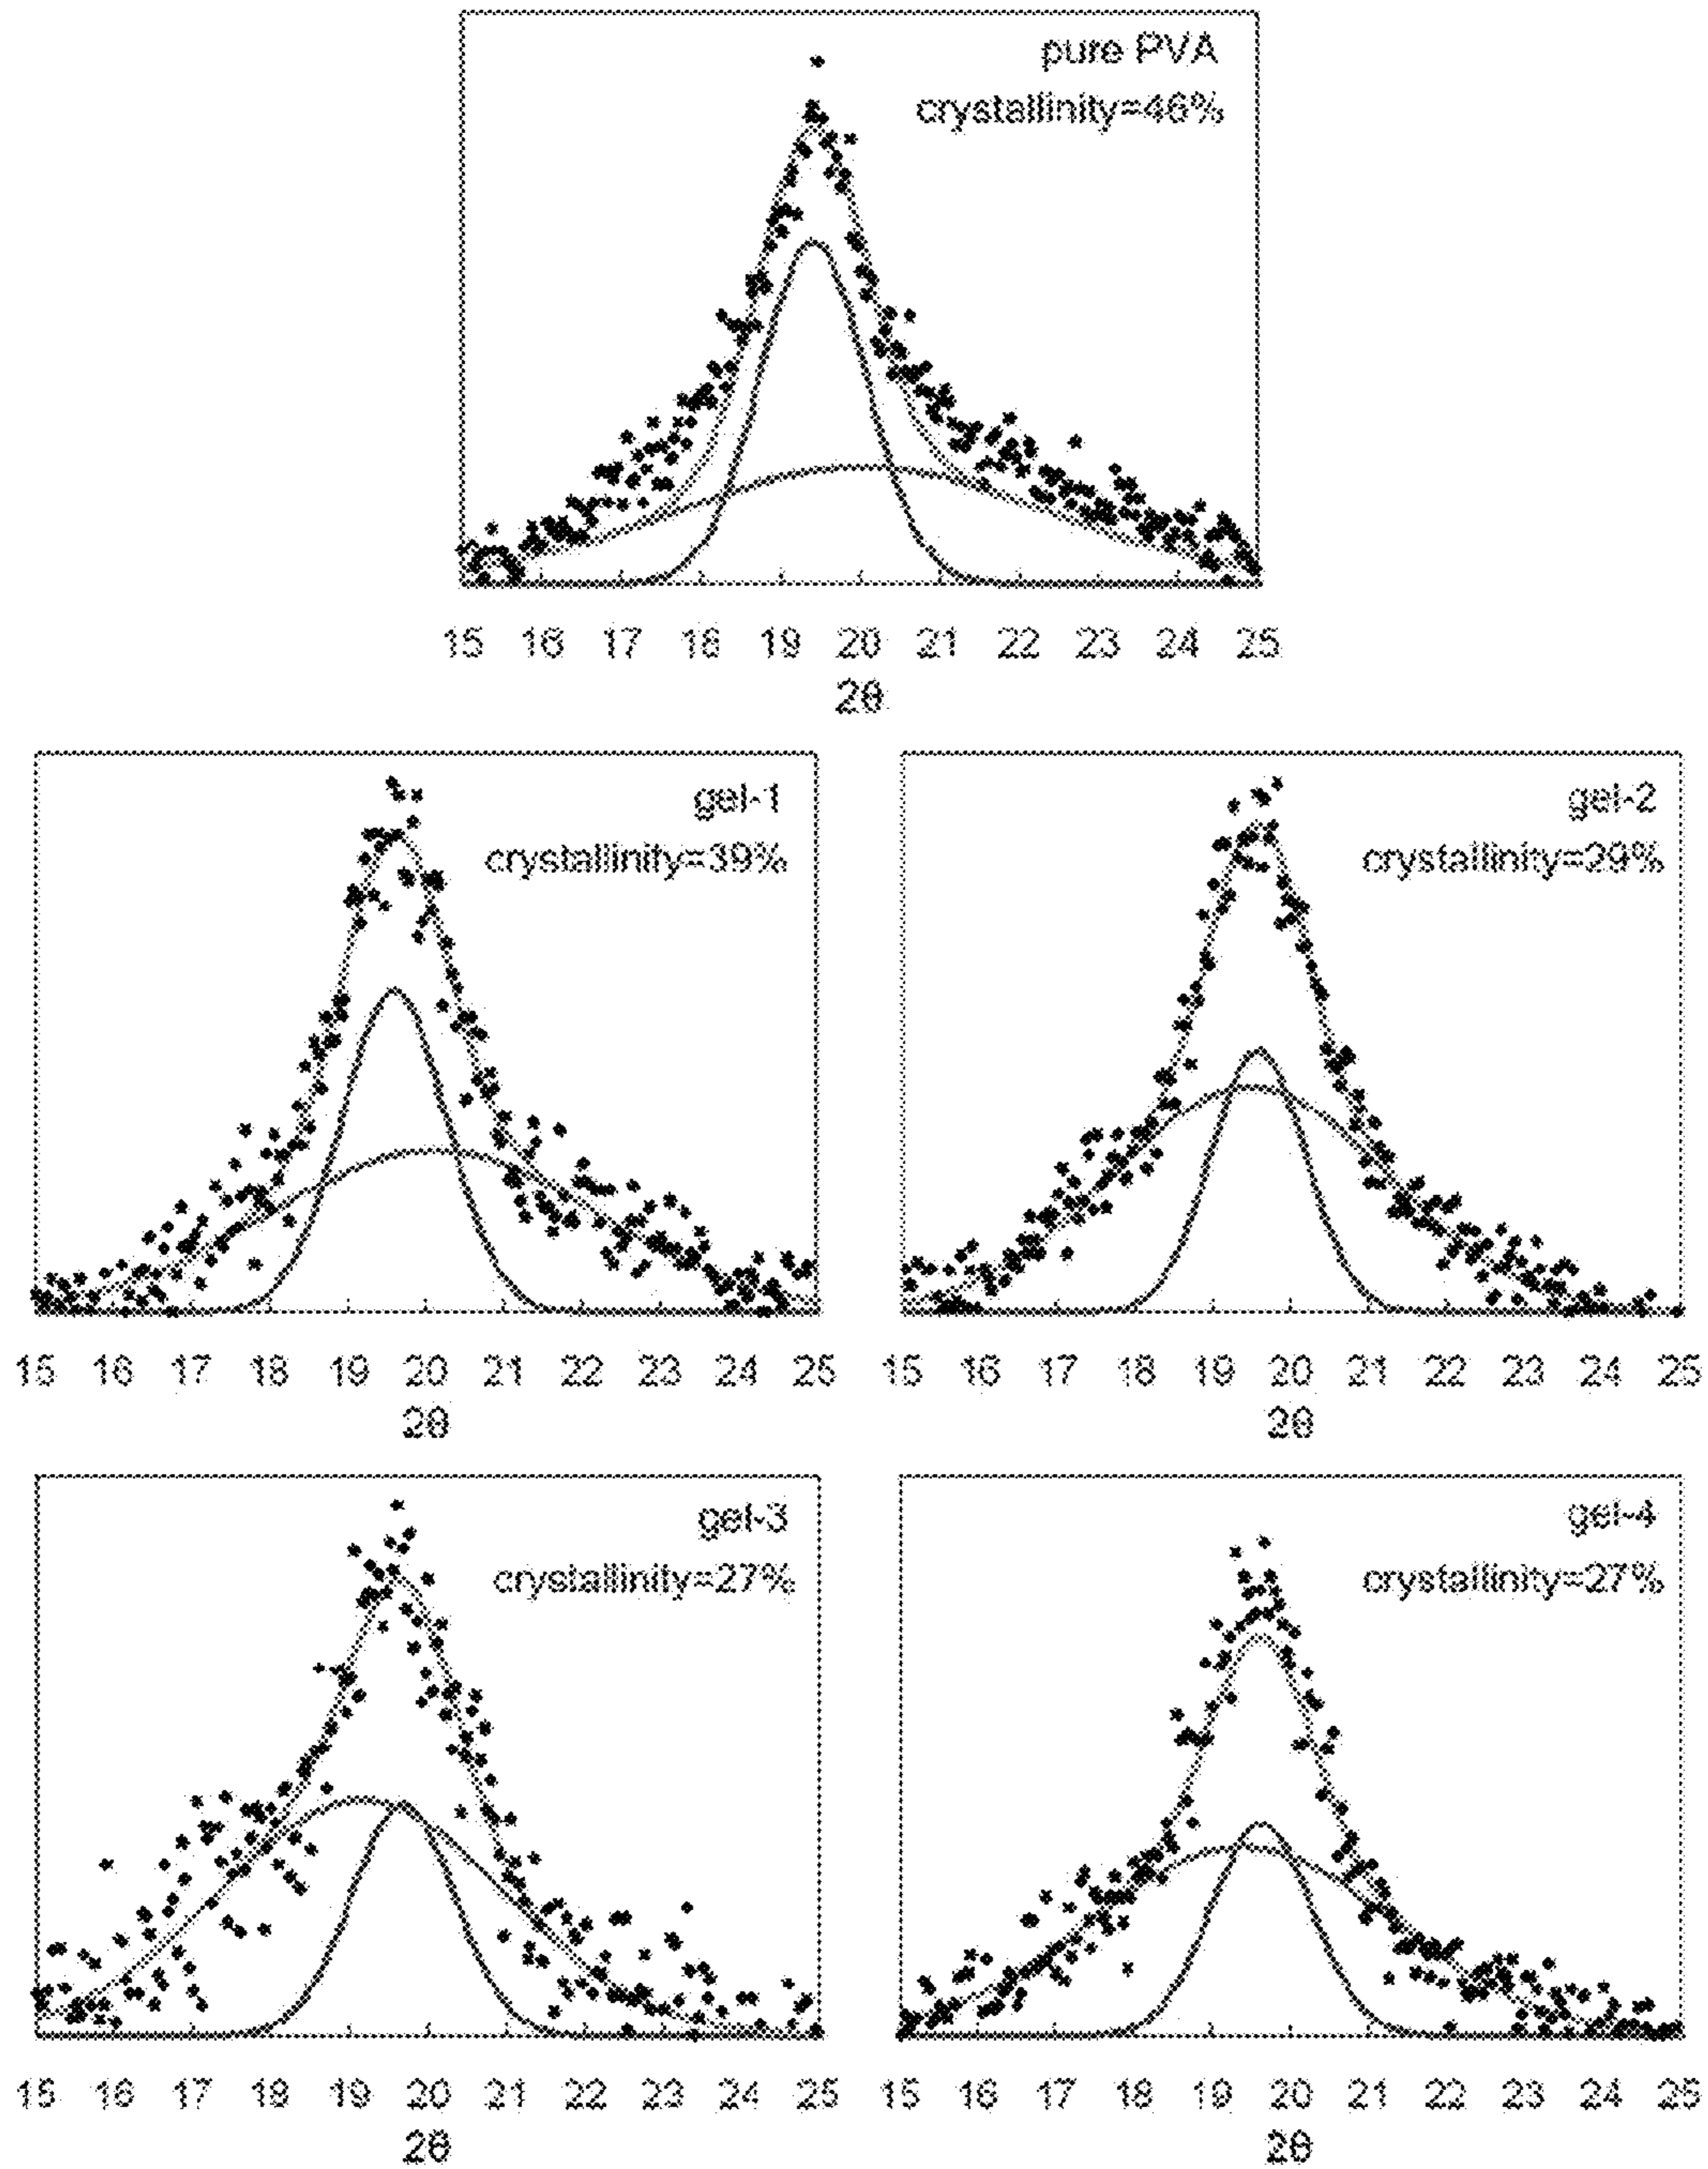 pure PVA
crystallinity=46%
15 16 17 18 19 20 21 22 23 24 25
2θ
gel-1
crystallinity=39%
15 16 17 18 19 20 21 22 23 24 25
2θ
gel-2
crystallinity=29%
15 16 17 18 19 20 21 22 23 24 25
2θ
gel-3
crystallinity=27%
15 16 17 18 19 20 21 22 23 24 25
2θ
gel-4
crystallinity=27%
15 16 17 18 19 20 21 22 23 24 25
2θ